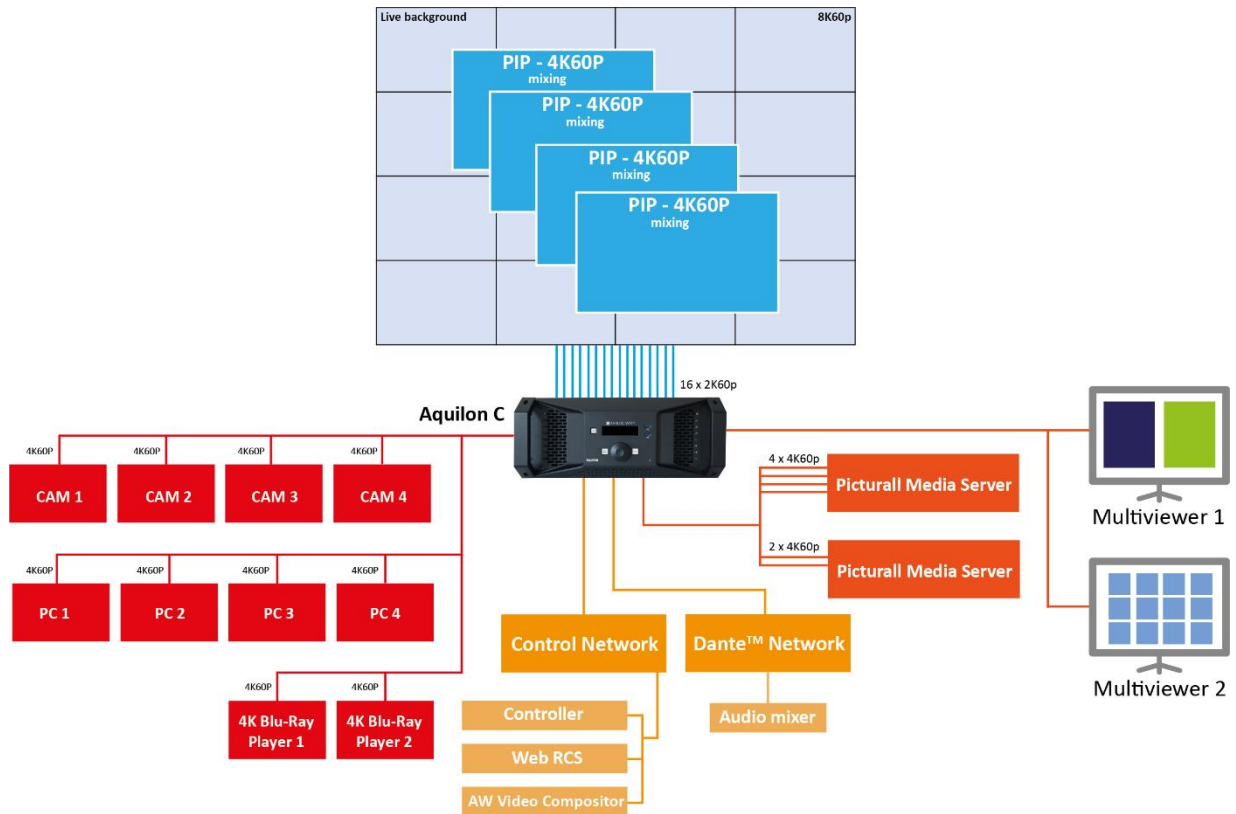 Live background
8K60p
PIP - 4K60P
mixing
PIP - 4K60P
mixing
PIP - 4K60P
mixing
PIP - 4K60P
mixing
16 x 2K60p
Aquilon C
4K60P
4K60P
4K60P
4K60P
CAM 1
CAM 2
CAM 3
CAM 4
4K60P
4K60P
4K60P
4K60P
PC 1
PC 2
PC 3
PC 4
4K60P
4K60P
4K Blu-Ray
Player 1
4K Blu-Ray
Player 2
4 x 4K60p
Picturall Media Server
2 x 4K60p
Picturall Media Server
Multiviewer 1
Multiviewer 2
Control Network
Dante™ Network
Controller
Web RCS
AW Video Compositor
Audio mixer